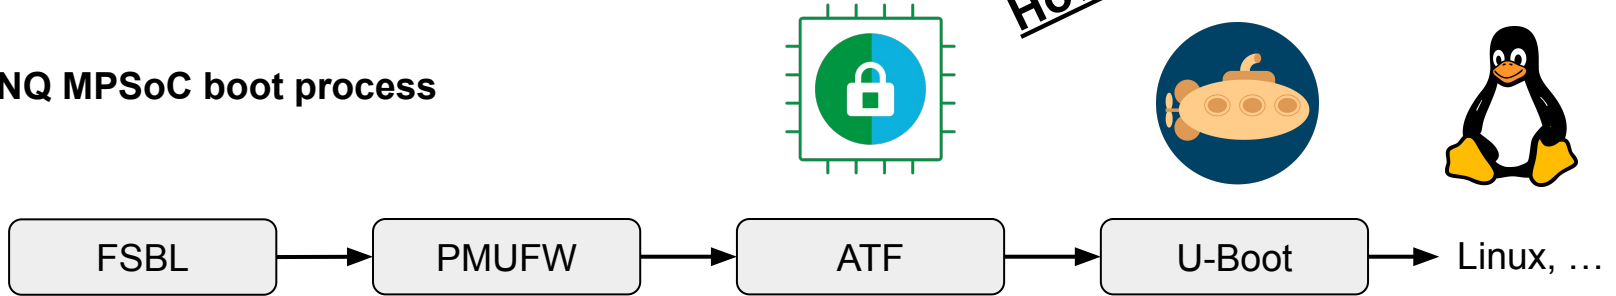 NQ MPSoC boot process
FSBL
PMUFW
ATF
U-Boot
Linux, …